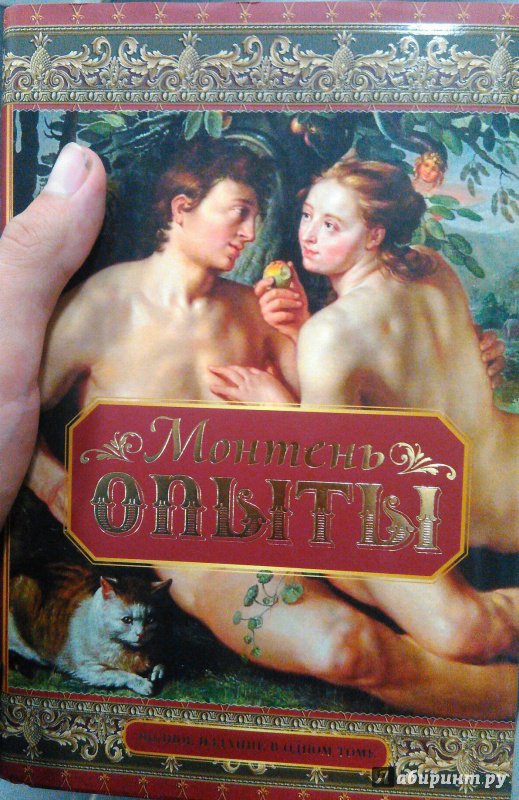 Монтень
ОПЫТЫ
ПОЛНОЕ ИЗДАНИЕ В ОДНОМ ТОМЕ
Лабиринт.ру